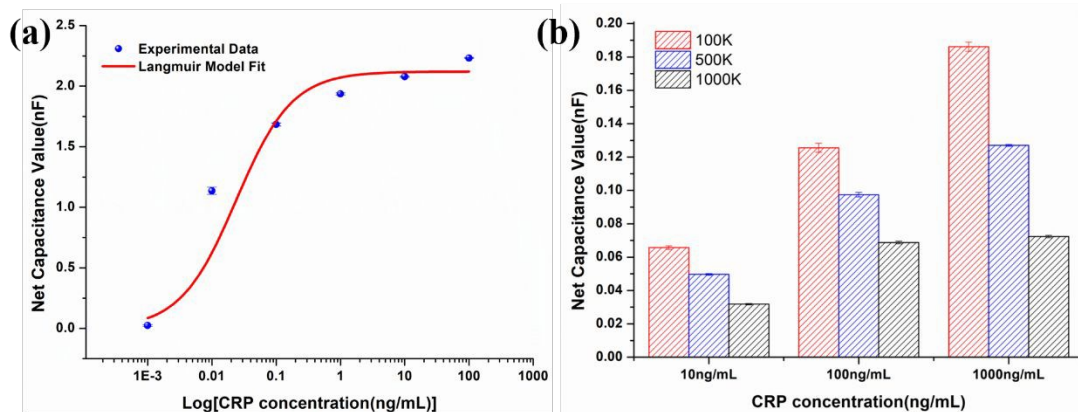 (a)
Net Capacitance Value(nF)
2.5
2.0
1.5
1.0
0.5
0.0
Experimental Data
Langmuir Model Fit
1E-3
0.01
0.1
1
10
100
1000
Log[CRP concentration(ng/mL)]
(b)
Net Capacitance Value(nF)
0.20
0.18
0.16
0.14
0.12
0.10
0.08
0.06
0.04
0.02
0.00
100K
500K
1000K
10ng/mL
100ng/mL
1000ng/mL
CRP concentration(ng/mL)